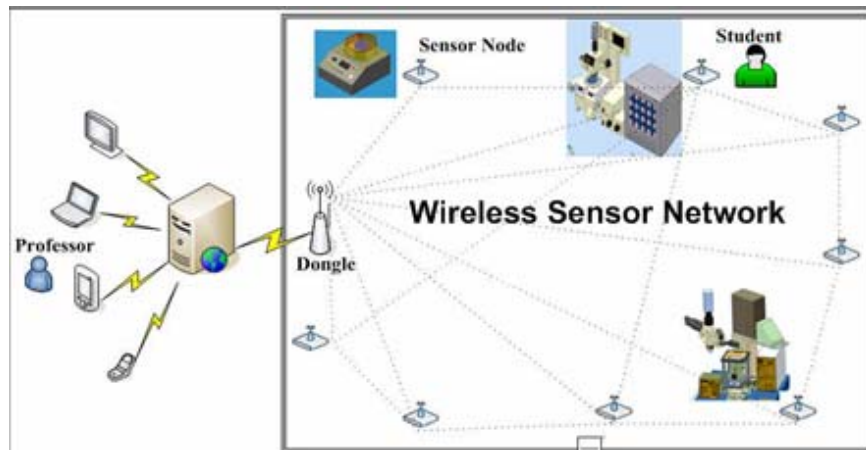 Sensor Node
Student
Wireless Sensor Network
Professor
Dongle